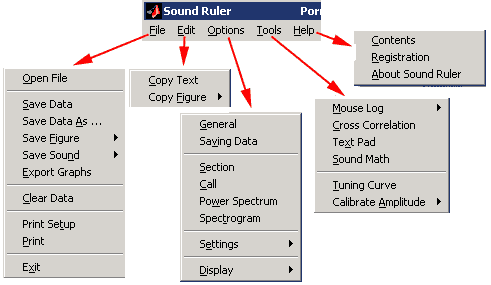 Sound Ruler Por
File Edit Options Tools Help
Open File
Save Data
Save Data As ...
Save Figure
Save Sound
Export Graphs
Clear Data
Print Setup
Print
Exit
Copy Text
Copy Figure
General
Saving Data
Section
Call
Power Spectrum
Spectrogram
Settings
Display
Mouse Log
Cross Correlation
Text Pad
Sound Math
Tuning Curve
Calibrate Amplitude
Contents
Registration
About Sound Ruler